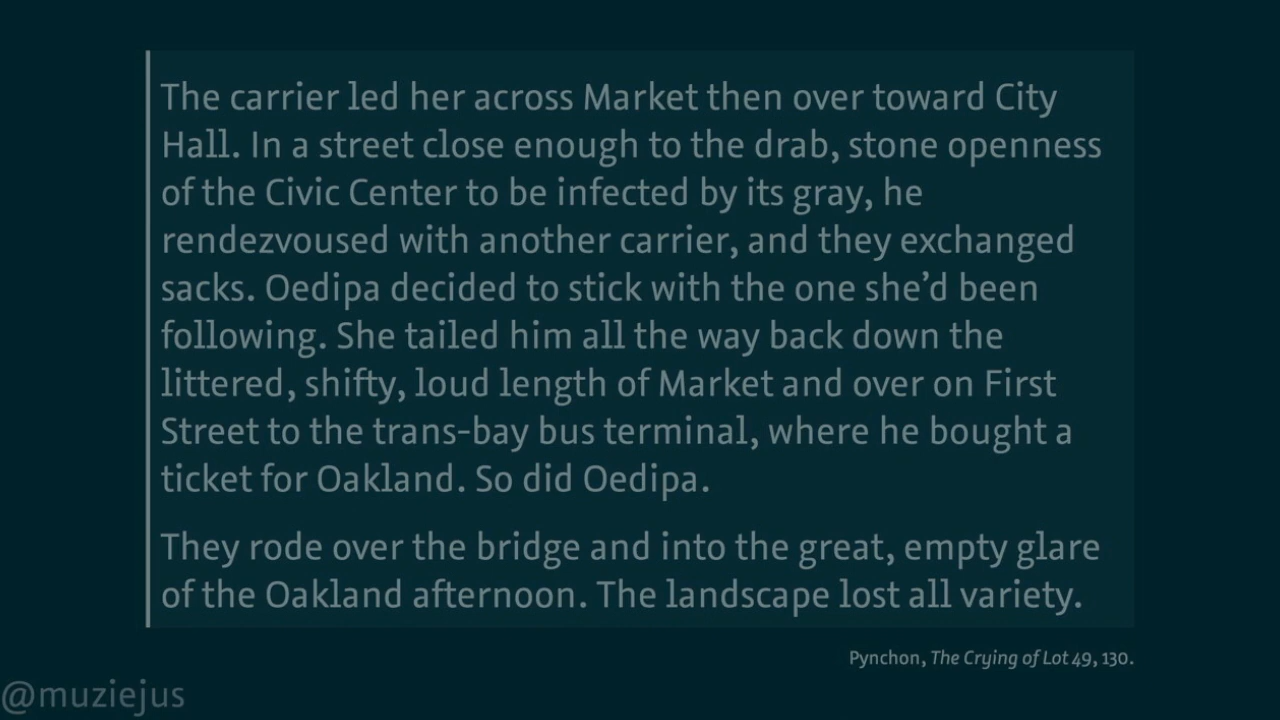 The carrier led her across Market then over toward City
Hall. In a street close enough to the drab, stone openness
of the Civic Center to be infected by its gray, he
rendezvoused with another carrier, and they exchanged
sacks. Oedipa decided to stick with the one she’d been
following. She tailed him all the way back down the
littered, shifty, loud length of Market and over on First
Street to the trans-bay bus terminal, where he bought a
ticket for Oakland. So did Oedipa.
They rode over the bridge and into the great, empty glare
of the Oakland afternoon. The landscape lost all variety.
Pynchon, The Crying of Lot 49, 130.
@muziejus